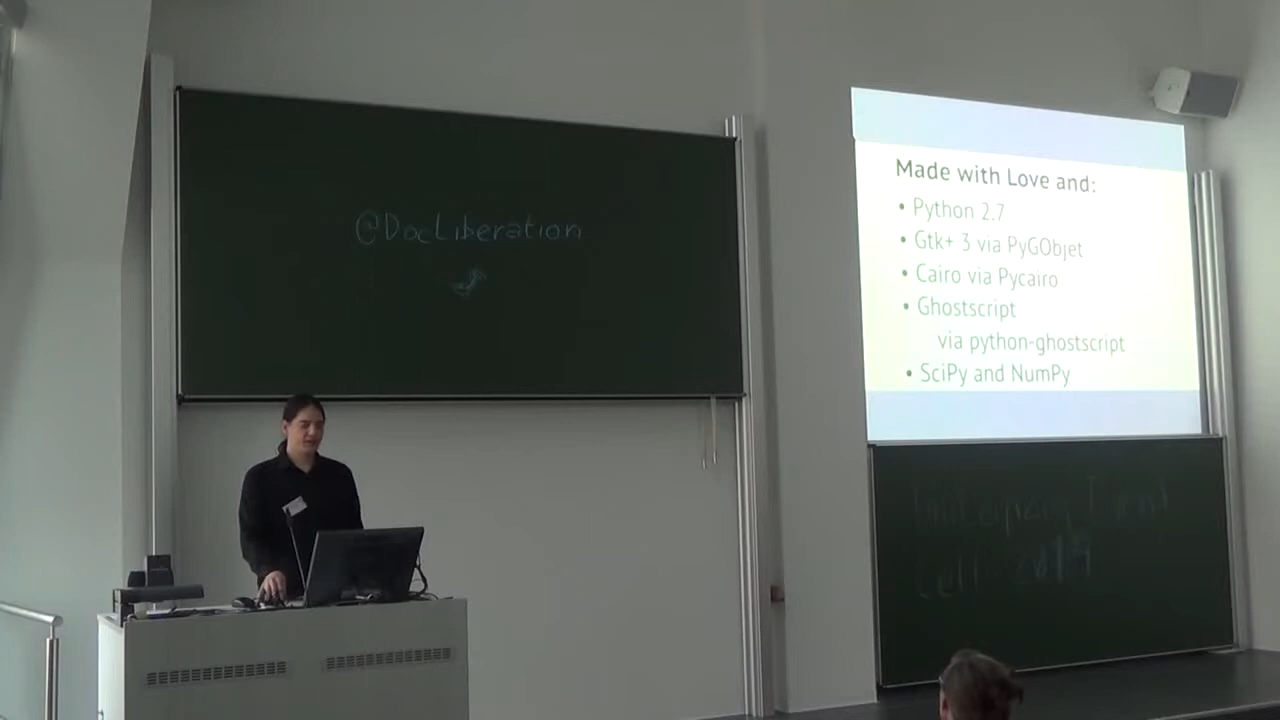 @DocLiberation
Made with Love and:
• Python 2.7
• Gtk+ 3 via PyGObjet
• Cairo via Pycairo
• Ghostscript
via python-ghostscript
• SciPy and NumPy